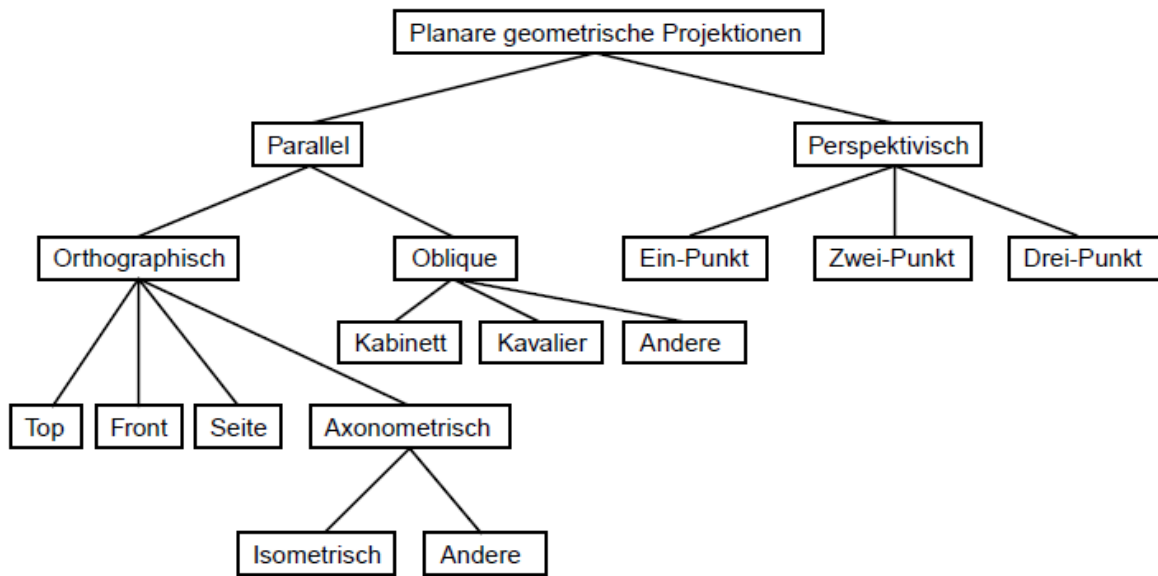 Planare geometrische Projektionen
Parallel
Perspektivisch
Orthographisch
Oblique
Ein-Punkt
Zwei-Punkt
Drei-Punkt
Kabinett
Kavalier
Andere
Top
Front
Seite
Axonometrisch
Isometrisch
Andere